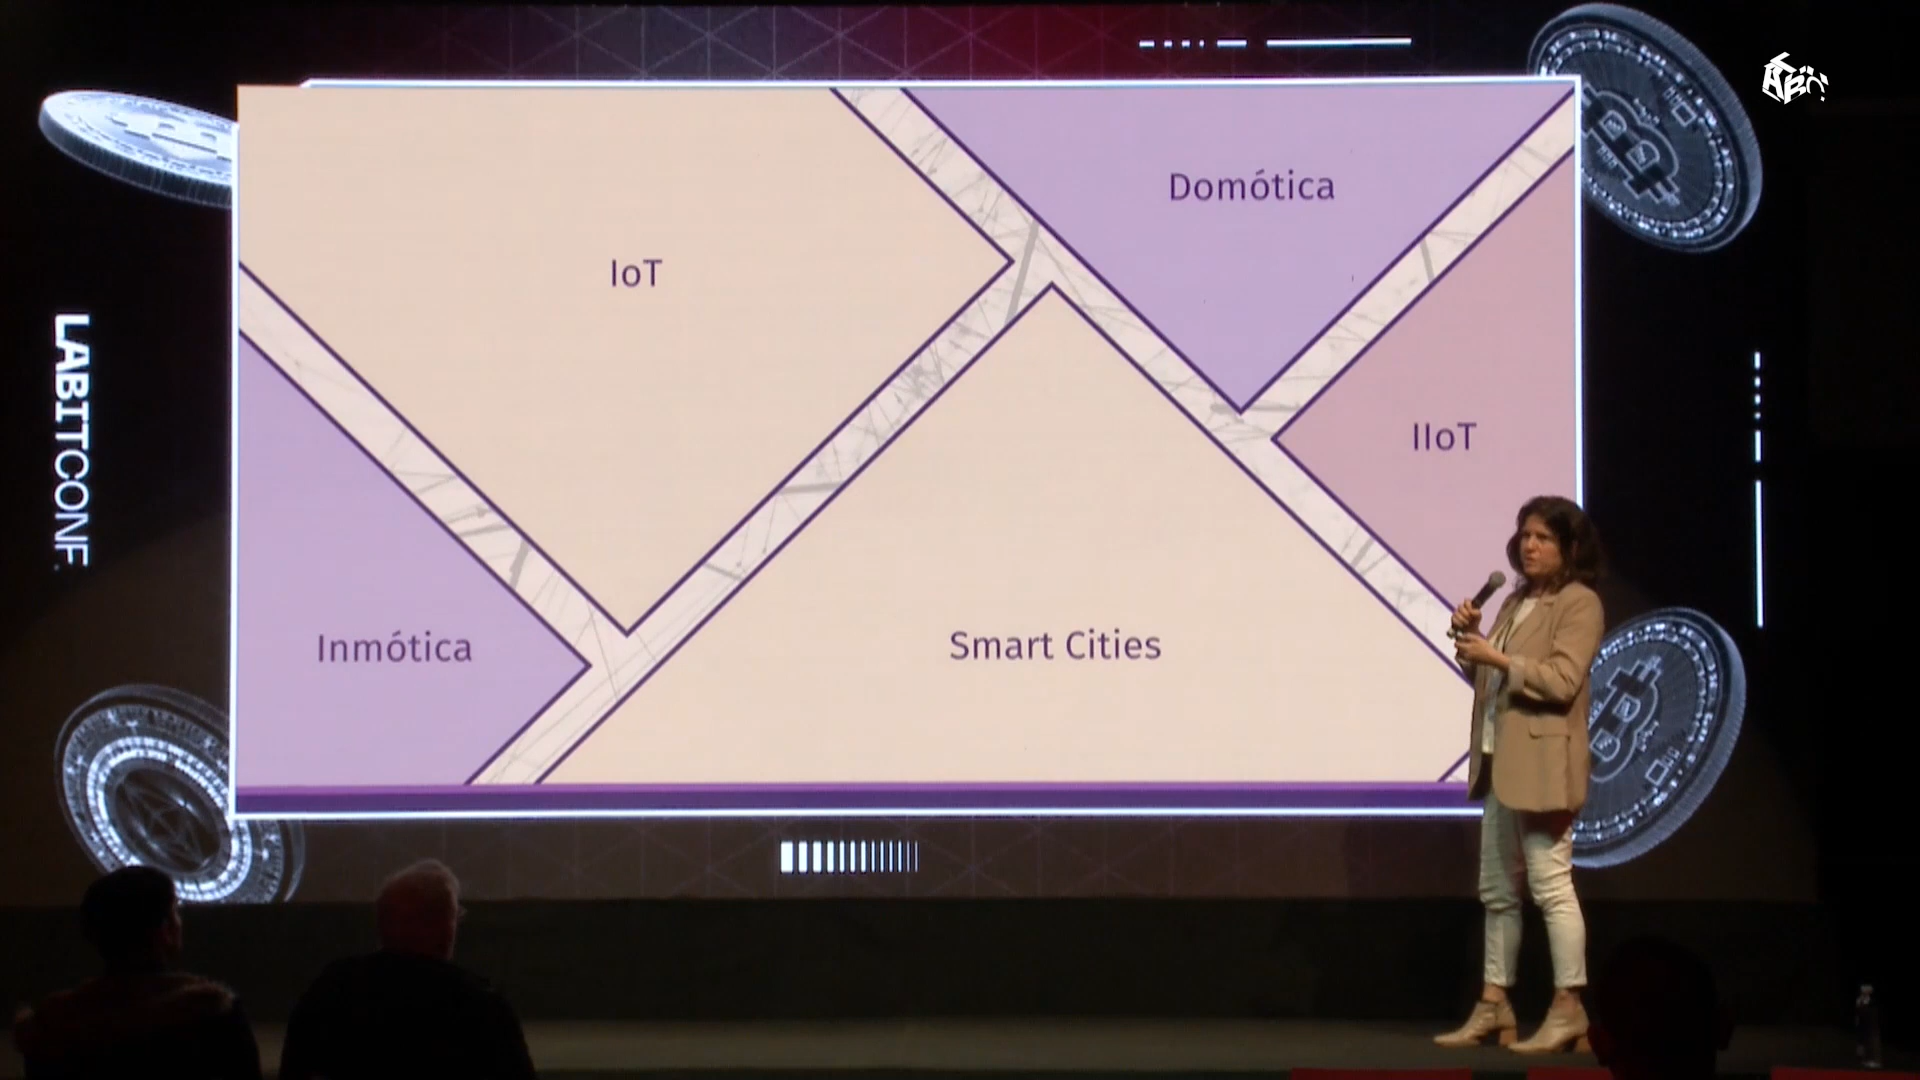 Domótica
IoT
IIoT
Inmótica
Smart Cities
LABITCONF.